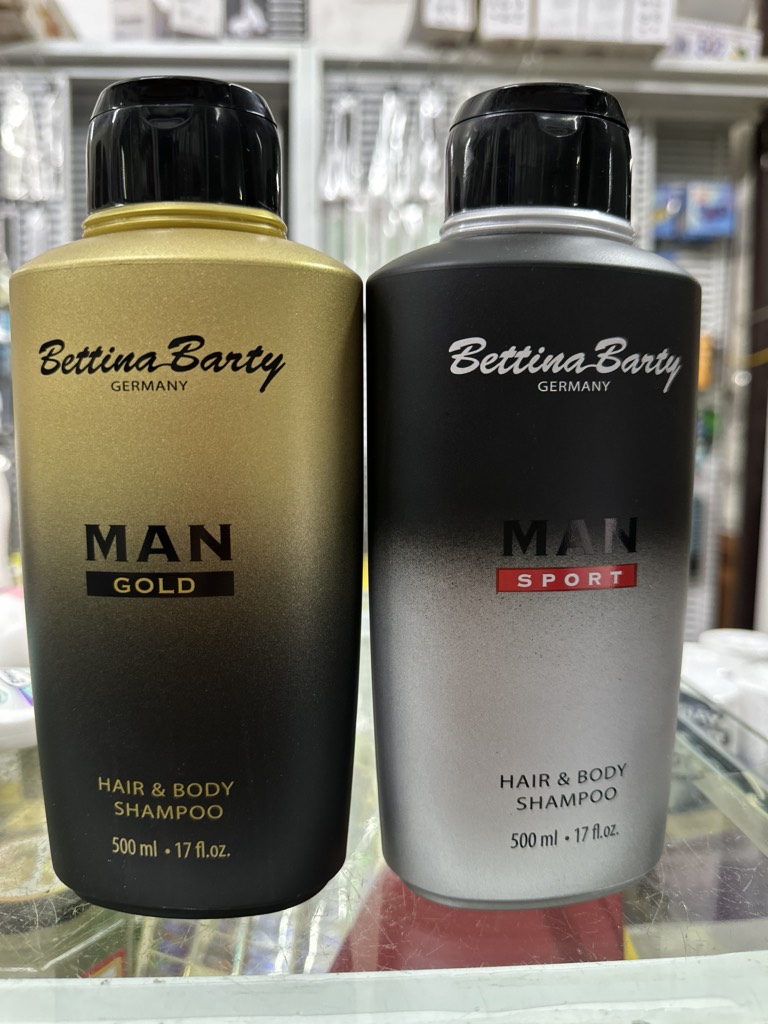 Bettina Barty
GERMANY
MAN
GOLD
HAIR & BODY
SHAMPOO
500 ml • 17 fl.oz.
Bettina Barty
GERMANY
MAN
SPORT
HAIR & BODY
SHAMPOO
500 ml • 17 fl.oz.